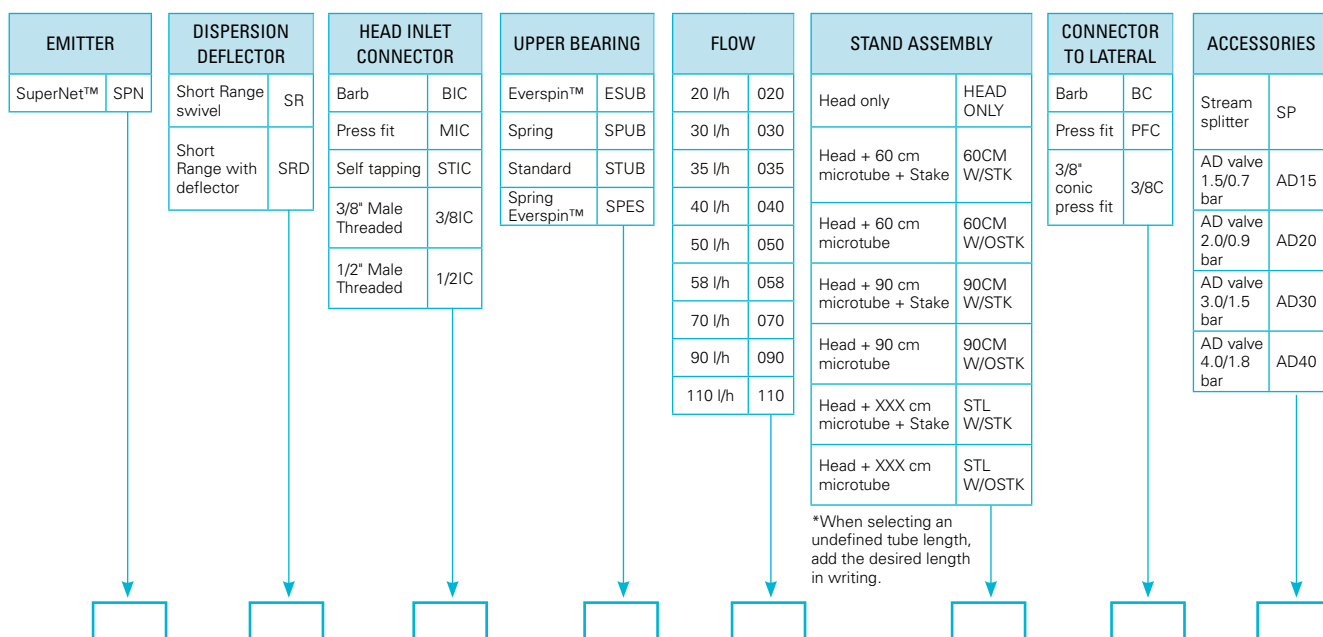 EMITTER
SuperNet™ SPN
DISPERSION
DEFLECTOR
Short Range
swivel
SR
Short
Range with
deflector
SRD
HEAD INLET
CONNECTOR
Barb BIC
Press fit MIC
Self tapping STIC
3/8" Male
Threaded
3/8IC
1/2" Male
Threaded
1/2IC
UPPER BEARING
Everspin™ ESUB
Spring SPUB
Standard STUB
Spring
Everspin™
SPES
FLOW
20 l/h 020
30 l/h 030
35 l/h 035
40 l/h 040
50 l/h 050
58 l/h 058
70 l/h 070
90 l/h 090
110 l/h 110
STAND ASSEMBLY
Head only
HEAD
ONLY
Head + 60 cm
microtube + Stake
60CM
W/STK
Head + 60 cm
microtube
60CM
W/OSTK
Head + 90 cm
microtube + Stake
90CM
W/STK
Head + 90 cm
microtube
90CM
W/OSTK
Head + XXX cm
microtube + Stake
STL
W/STK
Head + XXX cm
microtube
STL
W/OSTK
*When selecting an
undefined tube length,
add the desired length
in writing.
CONNECTOR
TO LATERAL
Barb BC
Press fit PFC
3/8"
conic
press fit
3/8C
ACCESSORIES
Stream
splitter
SP
AD valve
1.5/0.7
bar
AD15
AD valve
2.0/0.9
bar
AD20
AD valve
3.0/1.5
bar
AD30
AD valve
4.0/1.8
bar
AD40